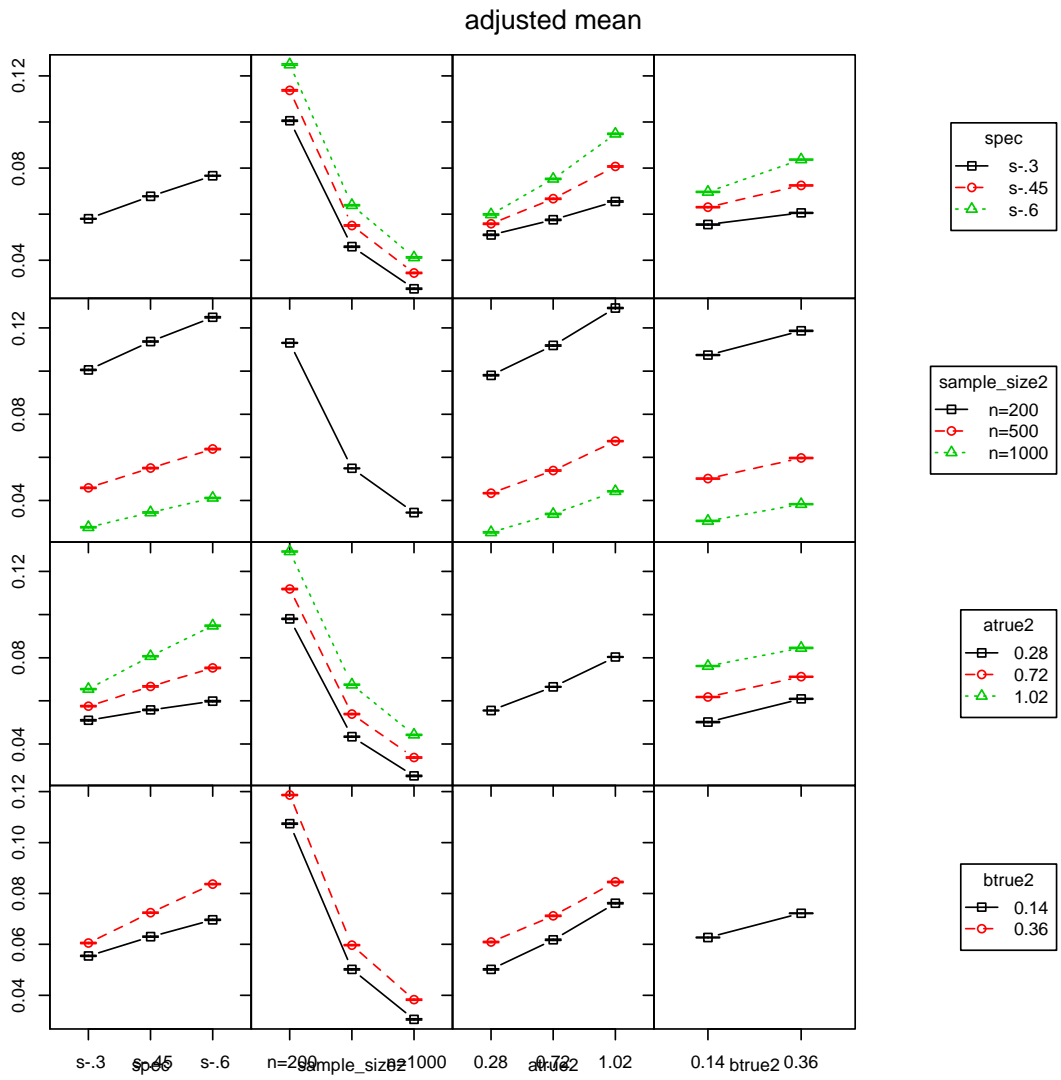 adjusted mean
0.04 0.08 0.12
spec
s-.3
s-.45
s-.6
0.04 0.08 0.12
sample_size2
n=200
n=500
n=1000
0.04 0.08 0.12
atrue2
0.28
0.72
1.02
0.04 0.06 0.08 0.10 0.12
btrue2
0.14
0.36
s-.3 s-.45 s-.6 n=200 n=1000 0.28 0.72 1.02 0.14 0.36
spec sample_size2 atrue2 btrue2